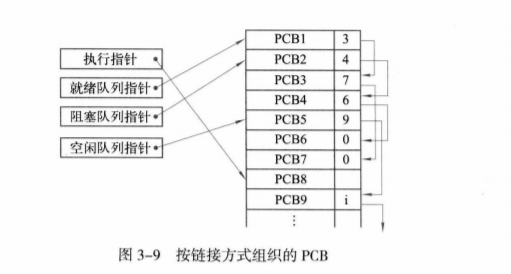 执行指针
就绪队列指针
阻塞队列指针
空闲队列指针
PCB1 3
PCB2 4
PCB3 7
PCB4 6
PCB5 9
PCB6 0
PCB7 0
PCB8
PCB9 i
⋮
图 3-9 按链接方式组织的 PCB